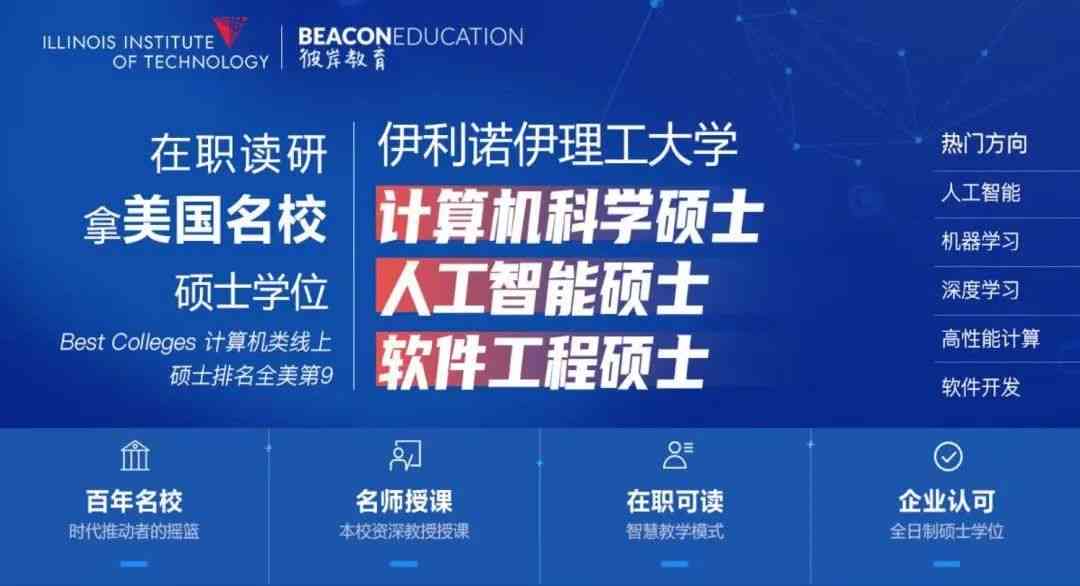 ILLINOIS INSTITUTE
OF TECHNOLOGY
BEACONEDUCATION
彼岸教育
在职读研
拿美国名校
硕士学位
Best Colleges 计算机类线上
硕士排名全美第9
伊利诺伊理工大学
计算机科学硕士
人工智能硕士
软件工程硕士
热门方向
人工智能
机器学习
深度学习
高性能计算
软件开发
百年名校
时代推动者的摇篮
名师授课
本校资深教授授课
在职可读
智慧教学模式
企业认可
全日制硕士学位